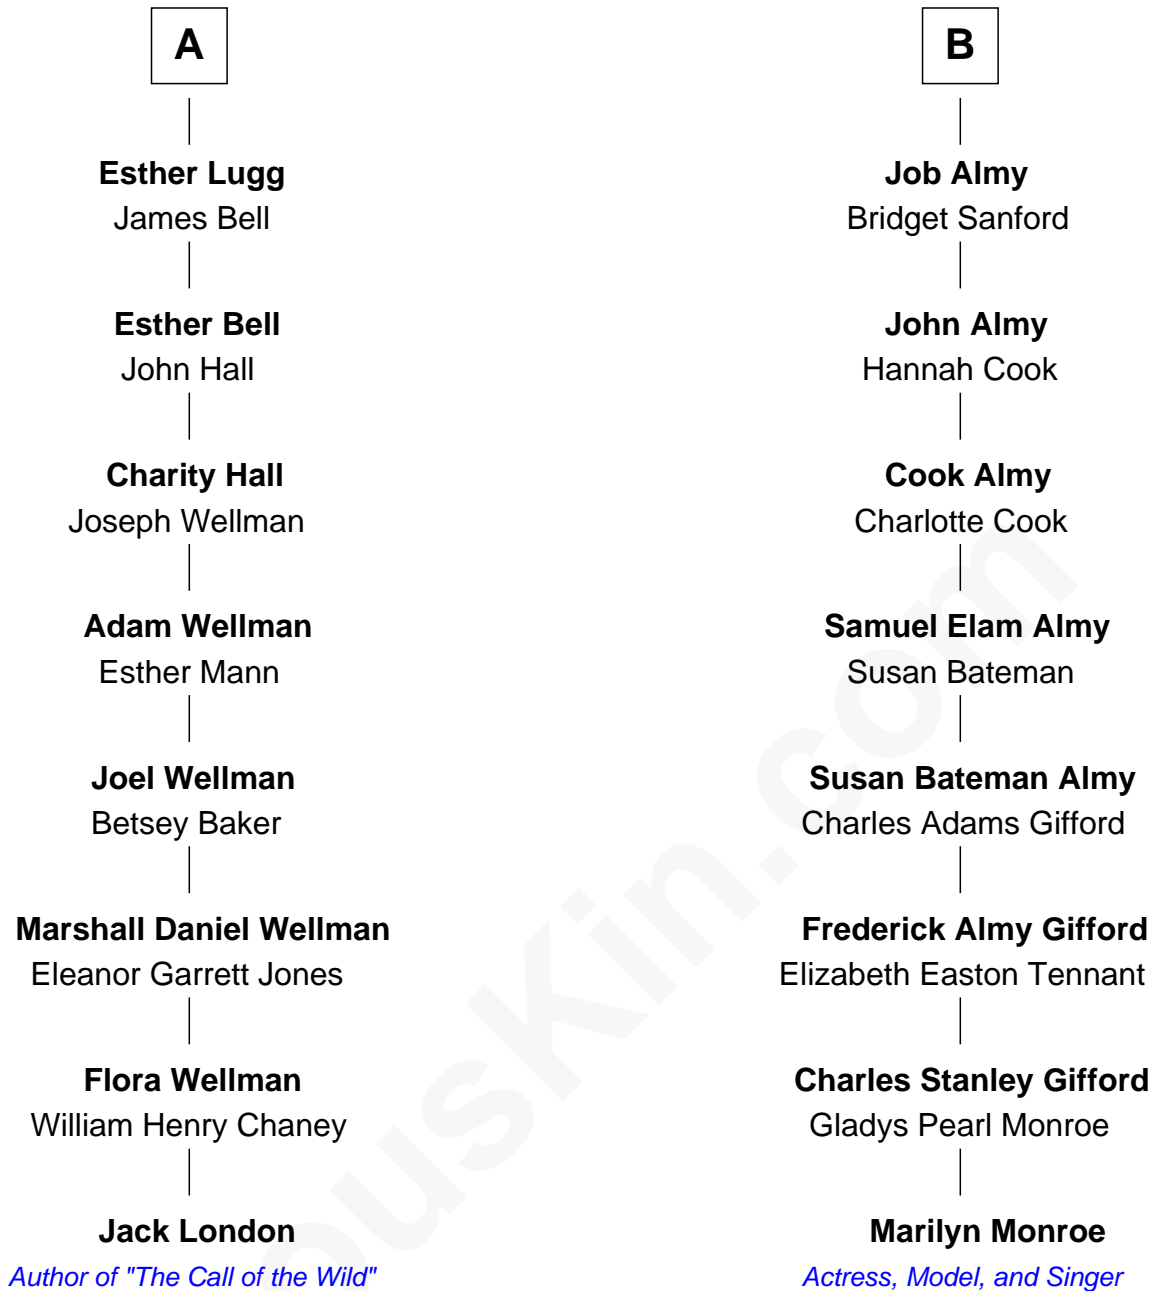 A
Esther Lugg
James Bell
Esther Bell
John Hall
Charity Hall
Joseph Wellman
Adam Wellman
Esther Mann
Joel Wellman
Betsey Baker
Marshall Daniel Wellman
Eleanor Garrett Jones
Flora Wellman
William Henry Chaney
Jack London
Author of "The Call of the Wild"
B
Job Almy
Bridget Sanford
John Almy
Hannah Cook
Cook Almy
Charlotte Cook
Samuel Elam Almy
Susan Bateman
Susan Bateman Almy
Charles Adams Gifford
Frederick Almy Gifford
Elizabeth Easton Tennant
Charles Stanley Gifford
Gladys Pearl Monroe
Marilyn Monroe
Actress, Model, and Singer
ousKin.com